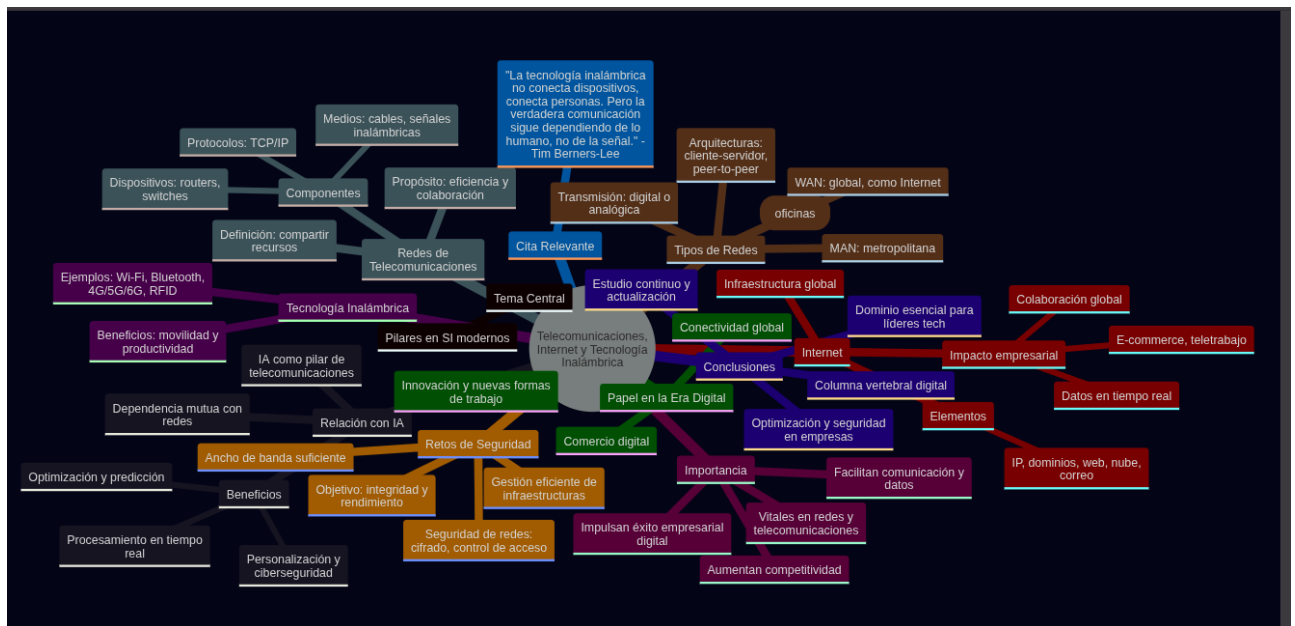 "La tecnología inalámbrica
no conecta dispositivos,
conecta personas. Pero la
verdadera comunicación
sigue dependiendo de lo
humano, no de la señal." -
Tim Berners-Lee
Cita Relevante
Medios: cables, señales
inalámbricas
Protocolos: TCP/IP
Dispositivos: routers,
switches
Componentes
Propósito: eficiencia y
colaboración
Definición: compartir
recursos
Redes de
Telecomunicaciones
Arquitecturas:
cliente-servidor,
peer-to-peer
Transmisión: digital o
analógica
WAN: global, como Internet
oficinas
MAN: metropolitana
Tipos de Redes
Ejemplos: Wi-Fi, Bluetooth,
4G/5G/6G, RFID
Tecnología Inalámbrica
Beneficios: movilidad y
productividad
Tema Central
Pilares en SI modernos
Telecomunicaciones,
Internet y Tecnología
Inalámbrica
Estudio continuo y
actualización
Infraestructura global
Conectividad global
Dominio esencial para
líderes tech
Conclusiones
Internet
Columna vertebral digital
Optimización y seguridad
en empresas
Colaboración global
Impacto empresarial
E-commerce, teletrabajo
Datos en tiempo real
Elementos
IP, dominios, web, nube,
correo
IA como pilar de
telecomunicaciones
Dependencia mutua con
redes
Relación con IA
Innovación y nuevas formas
de trabajo
Papel en la Era Digital
Comercio digital
Ancho de banda suficiente
Retos de Seguridad
Objetivo: integridad y
rendimiento
Gestión eficiente de
infraestructuras
Seguridad de redes:
cifrado, control de acceso
Optimización y predicción
Beneficios
Procesamiento en tiempo
real
Personalización y
ciberseguridad
Importancia
Facilitan comunicación y
datos
Impulsan éxito empresarial
digital
Vitales en redes y
telecomunicaciones
Aumentan competitividad